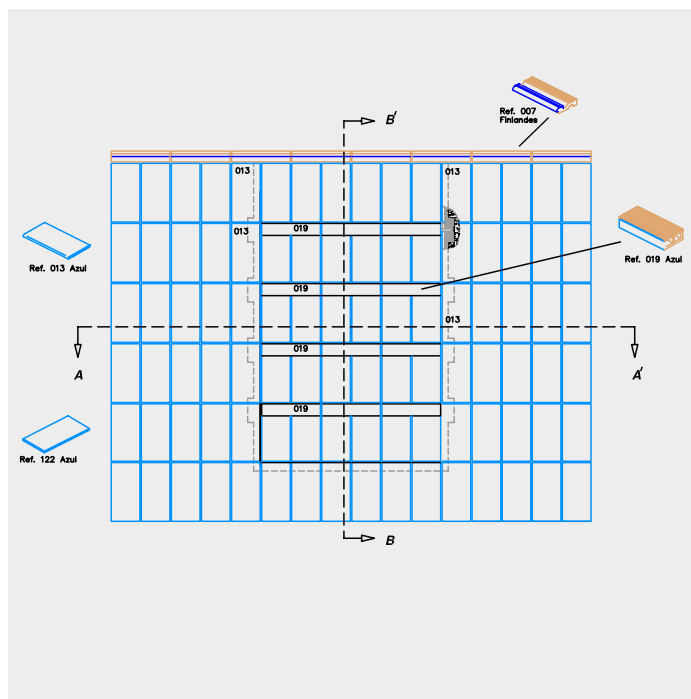 B'
Ref. 007
Finlandes
013
013
013
019
Ref. 019 Azul
Ref. 013 Azul
019
013
A
A'
019
019
Ref. 122 Azul
B